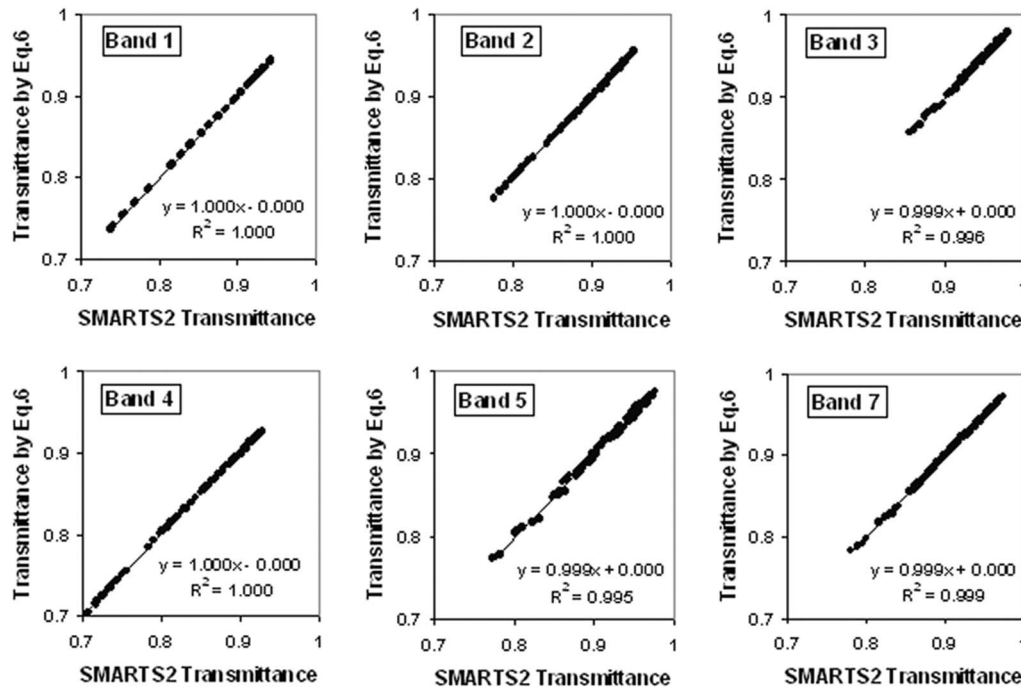 Band 1
Transmittance by Eq.6
1
0.9
0.8
0.7
y = 1.000x - 0.000
R² = 1.000
0.7 0.8 0.9 1
SMARTS2 Transmittance
Band 2
Transmittance by Eq.6
1
0.9
0.8
0.7
y = 1.000x - 0.000
R² = 1.000
0.7 0.8 0.9 1
SMARTS2 Transmittance
Band 3
Transmittance by Eq.6
1
0.9
0.8
0.7
y = 0.999x + 0.000
R² = 0.996
0.7 0.8 0.9 1
SMARTS2 Transmittance
Band 4
Transmittance by Eq.6
1
0.9
0.8
0.7
y = 1.000x - 0.000
R² = 1.000
0.7 0.8 0.9 1
SMARTS2 Transmittance
Band 5
Transmittance by Eq.6
1
0.9
0.8
0.7
y = 0.999x + 0.000
R² = 0.995
0.7 0.8 0.9 1
SMARTS2 Transmittance
Band 7
Transmittance by Eq.6
1
0.9
0.8
0.7
y = 0.999x + 0.000
R² = 0.999
0.7 0.8 0.9 1
SMARTS2 Transmittance